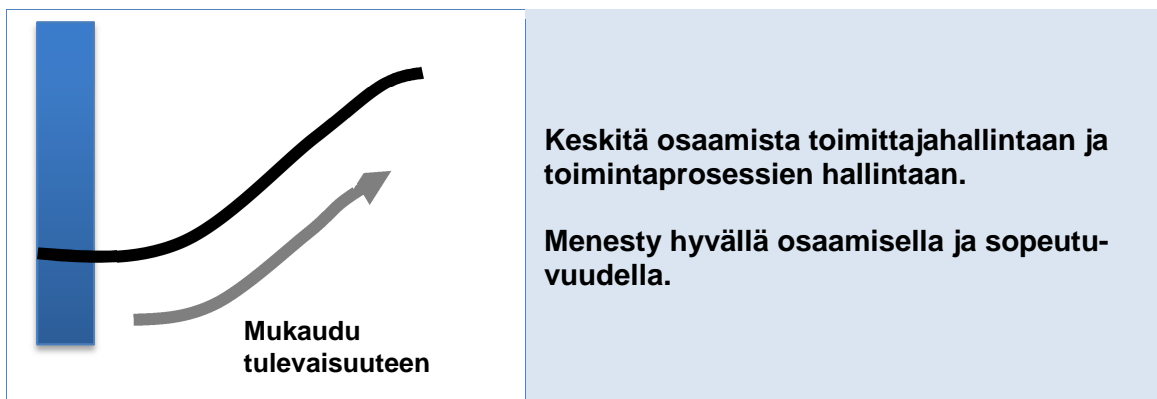 Mukaudu
tulevaisuuteen
Keskitä osaamista toimittajahallintaan ja
toimintaprosessien hallintaan.
Menesty hyvällä osaamisella ja sopeutu-
vuudella.